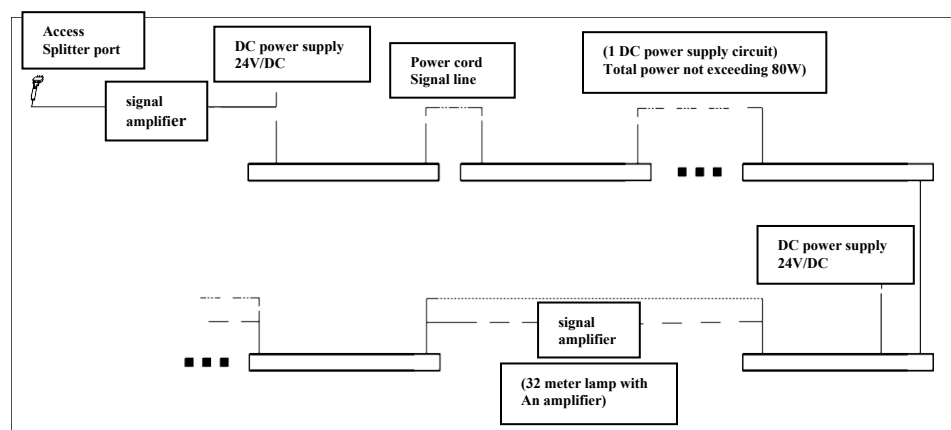 Access
Splitter port
DC power supply
24V/DC
Power cord
Signal line
(1 DC power supply circuit)
Total power not exceeding 80W)
signal
amplifier
DC power supply
24V/DC
signal
amplifier
(32 meter lamp with
An amplifier)